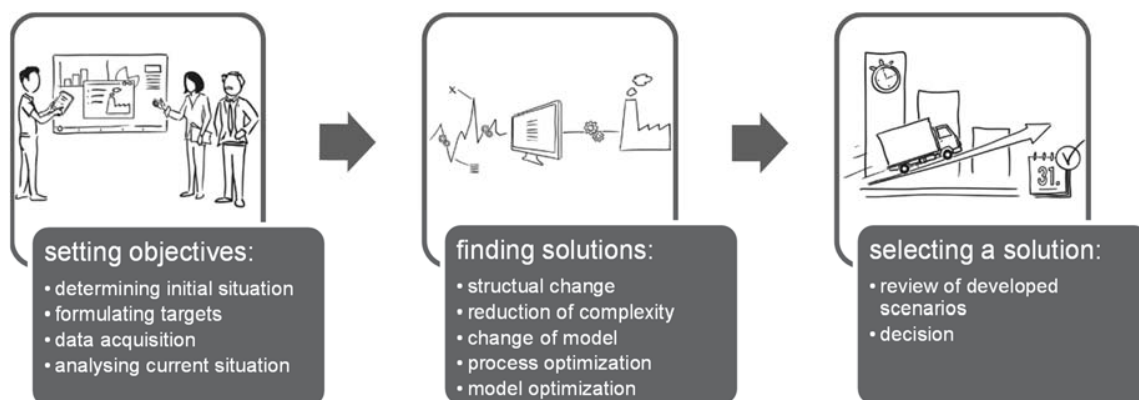 setting objectives:
• determining initial situation
• formulating targets
• data acquisition
• analysing current situation
x
finding solutions:
• structual change
• reduction of complexity
• change of model
• process optimization
• model optimization
31.
selecting a solution:
• review of developed
scenarios
• decision